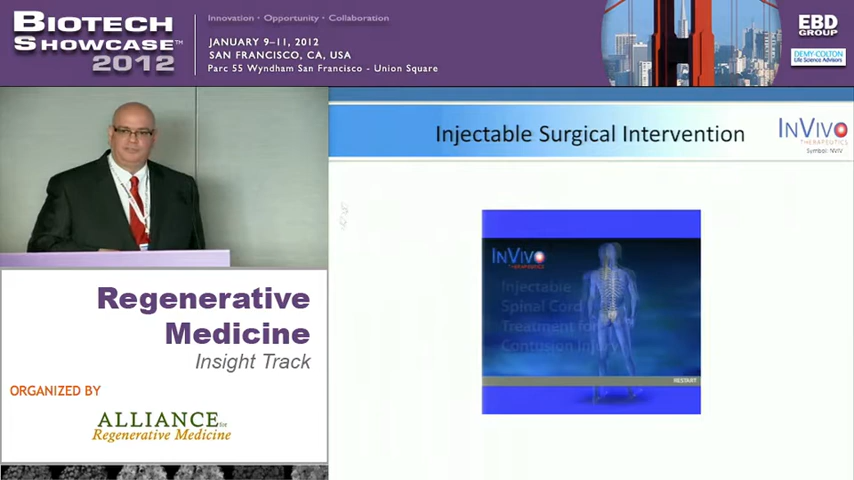 BIOTECH
SHOWCASE™
2012
Innovation • Opportunity • Collaboration
JANUARY 9–11, 2012
SAN FRANCISCO, CA, USA
Parc 55 Wyndham San Francisco - Union Square
EBD
GROUP
DEMY-COLTON
Life Science Advisors
Injectable Surgical Intervention
INVIVO
THERAPEUTICS
Symbol: NVIV
INVIVO
THERAPEUTICS
Injectable
Spinal Cord
Treatment for
Contusion Injury
RESTART
Regenerative
Medicine
Insight Track
ORGANIZED BY
ALLIANCE for
Regenerative Medicine